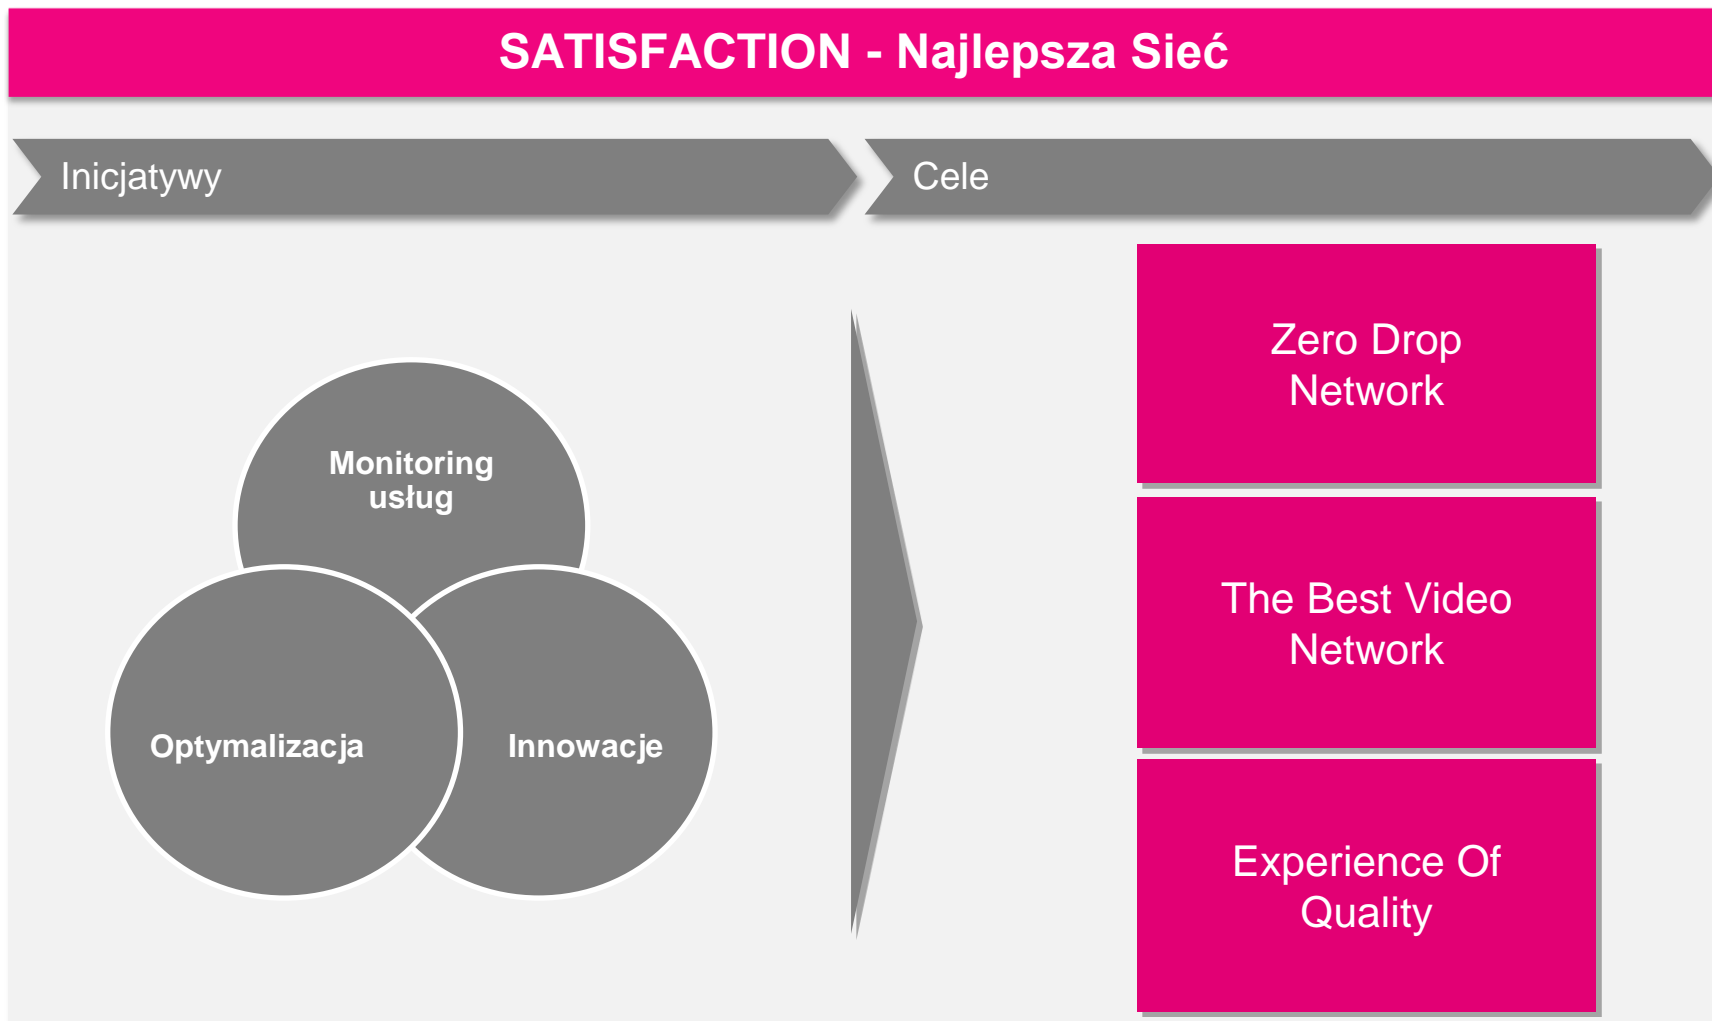 SATISFACTION - Najlepsza Sieć
Inicjatywy
Cele
Monitoring
usług
Optymalizacja
Innowacje
Zero Drop
Network
The Best Video
Network
Experience Of
Quality